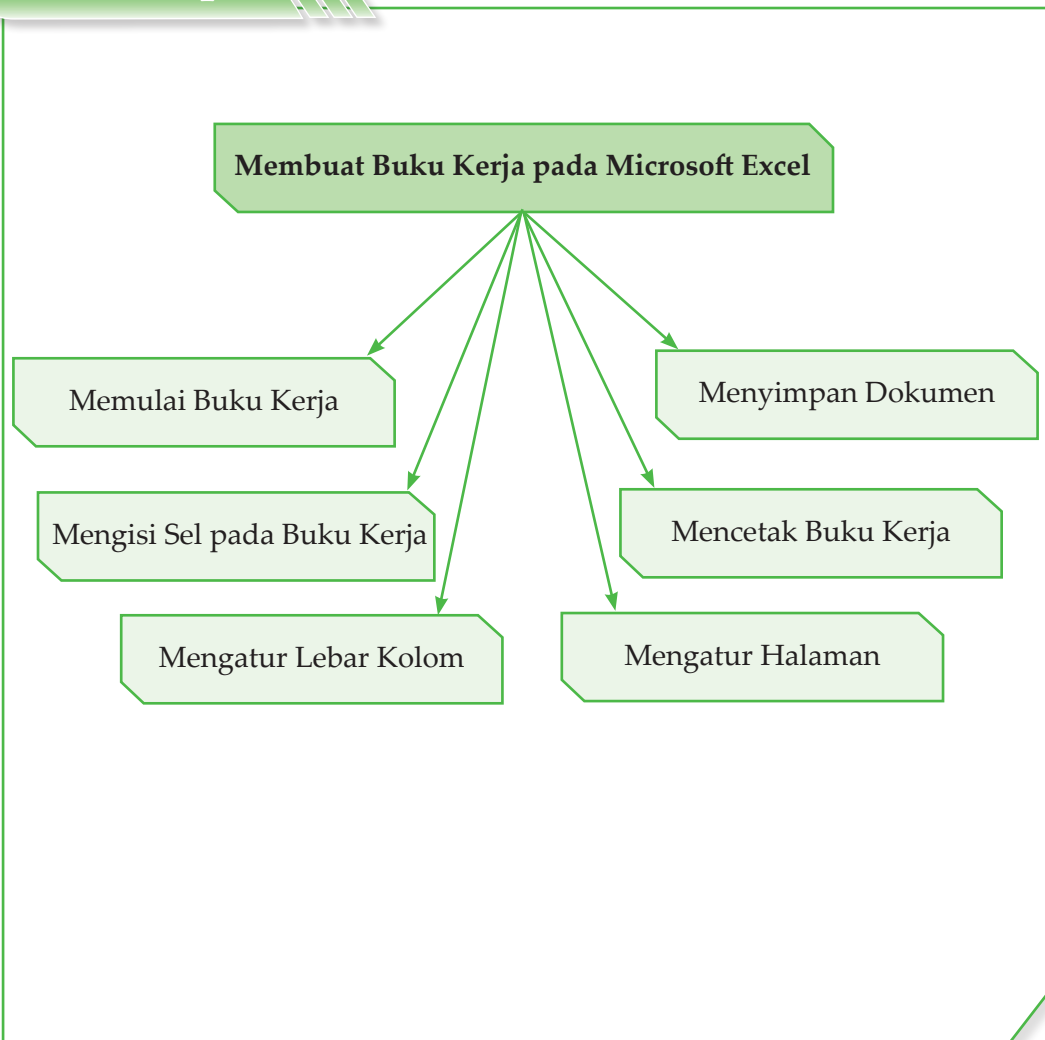 Membuat Buku Kerja pada Microsoft Excel
Memulai Buku Kerja
Menyimpan Dokumen
Mengisi Sel pada Buku Kerja
Mencetak Buku Kerja
Mengatur Lebar Kolom
Mengatur Halaman